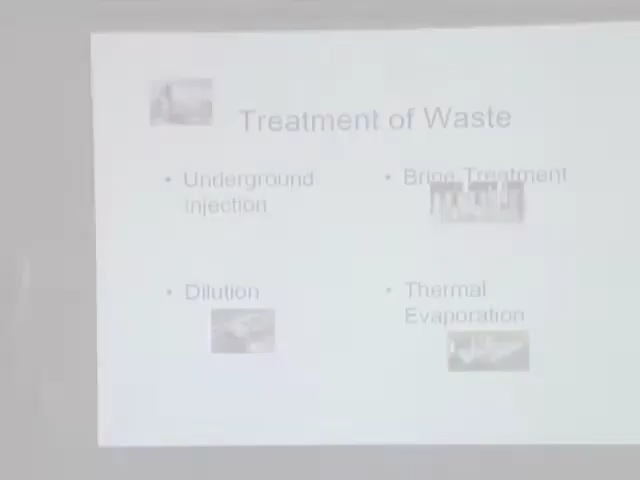 Treatment of Waste
• Underground
Injection
• Brine Treatment
• Dilution
• Thermal
Evaporation